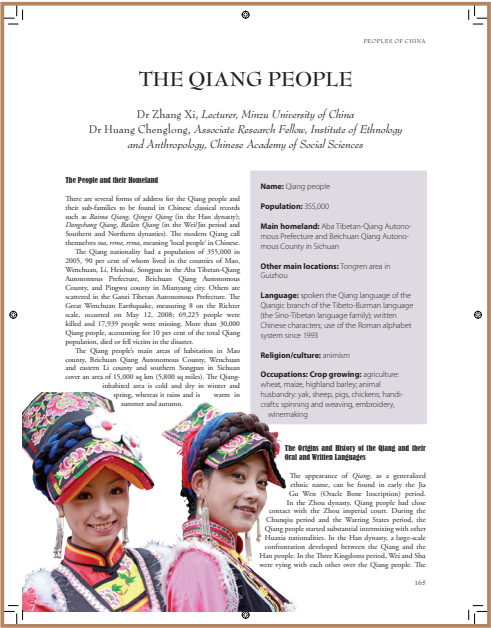 PEOPLES OF CHINA
THE QIANG PEOPLE
Dr Zhang Xi, Lecturer, Minzu University of China
Dr Huang Chenglong, Associate Research Fellow, Institute of Ethnology
and Anthropology, Chinese Academy of Social Sciences
The People and their Homeland
There are several forms of address for the Qiang people and
their sub-families to be found in Chinese classical records
such as Baima Qiang, Qingyi Qiang (in the Han dynasty);
Dangchang Qiang, Bailan Qiang (in the Wei/Jin period and
Southern and Northern dynasties). The modern Qiang call
themselves ma, rrme, rrma, meaning 'local people' in Chinese.
The Qiang nationality had a population of 355,000 in
2005, 90 per cent of whom lived in the counties of Mao,
Wenchuan, Li, Heishui, Songpan in the Aba Tibetan-Qiang
Autonomous Prefecture, Beichuan Qiang Autonomous
County, and Pingwu county in Mianyang city. Others are
scattered in the Ganzi Tibetan Autonomous Prefecture. The
Great Wenchuan Earthquake, measuring 8 on the Richter
scale, occurred on May 12, 2008; 69,225 people were
killed and 17,939 people were missing. More than 30,000
Qiang people, accounting for 10 per cent of the total Qiang
population, died or fell victim in the disaster.
The Qiang people's main areas of habitation in Mao
county, Beichuan Qiang Autonomous County, Wenchuan
and eastern Li county and southern Songpan in Sichuan
cover an area of 15,000 sq km (5,800 sq miles). The Qiang-
inhabited area is cold and dry in winter and
spring, whereas it rains and is warm in
summer and autumn.
Name: Qiang people
Population: 355,000
Main homeland: Aba Tibetan-Qiang Autono-
mous Prefecture and Beichuan Qiang Autono-
mous County in Sichuan
Other main locations: Tongren area in
Guizhou
Language: spoken the Qiang language of the
Qiangic branch of the Tibeto-Burman language
(the Sino-Tibetan language family); written
Chinese characters; use of the Roman alphabet
system since 1993
Religion/culture: animism
Occupations: Crop growing: agriculture:
wheat, maize, highland barley; animal
husbandry: yak, sheep, pigs, chickens; handi-
crafts: spinning and weaving, embroidery,
winemaking
The Origins and History of the Qiang and their
Oral and Written Languages
The appearance of Qiang, as a generalized
ethnic name, can be found in early the Jia
Gu Wen (Oracle Bone Inscription) period.
In the Zhou dynasty, Qiang people had close
contact with the Zhou imperial court. During the
Chunqiu period and the Warring States period, the
Qiang people started substantial intermixing with other
Huaxia nationalities. In the Han dynasty, a large-scale
confrontation developed between the Qiang and the
Han people. In the Three Kingdoms period, Wei and Shu
were vying with each other over the Qiang people. The
165